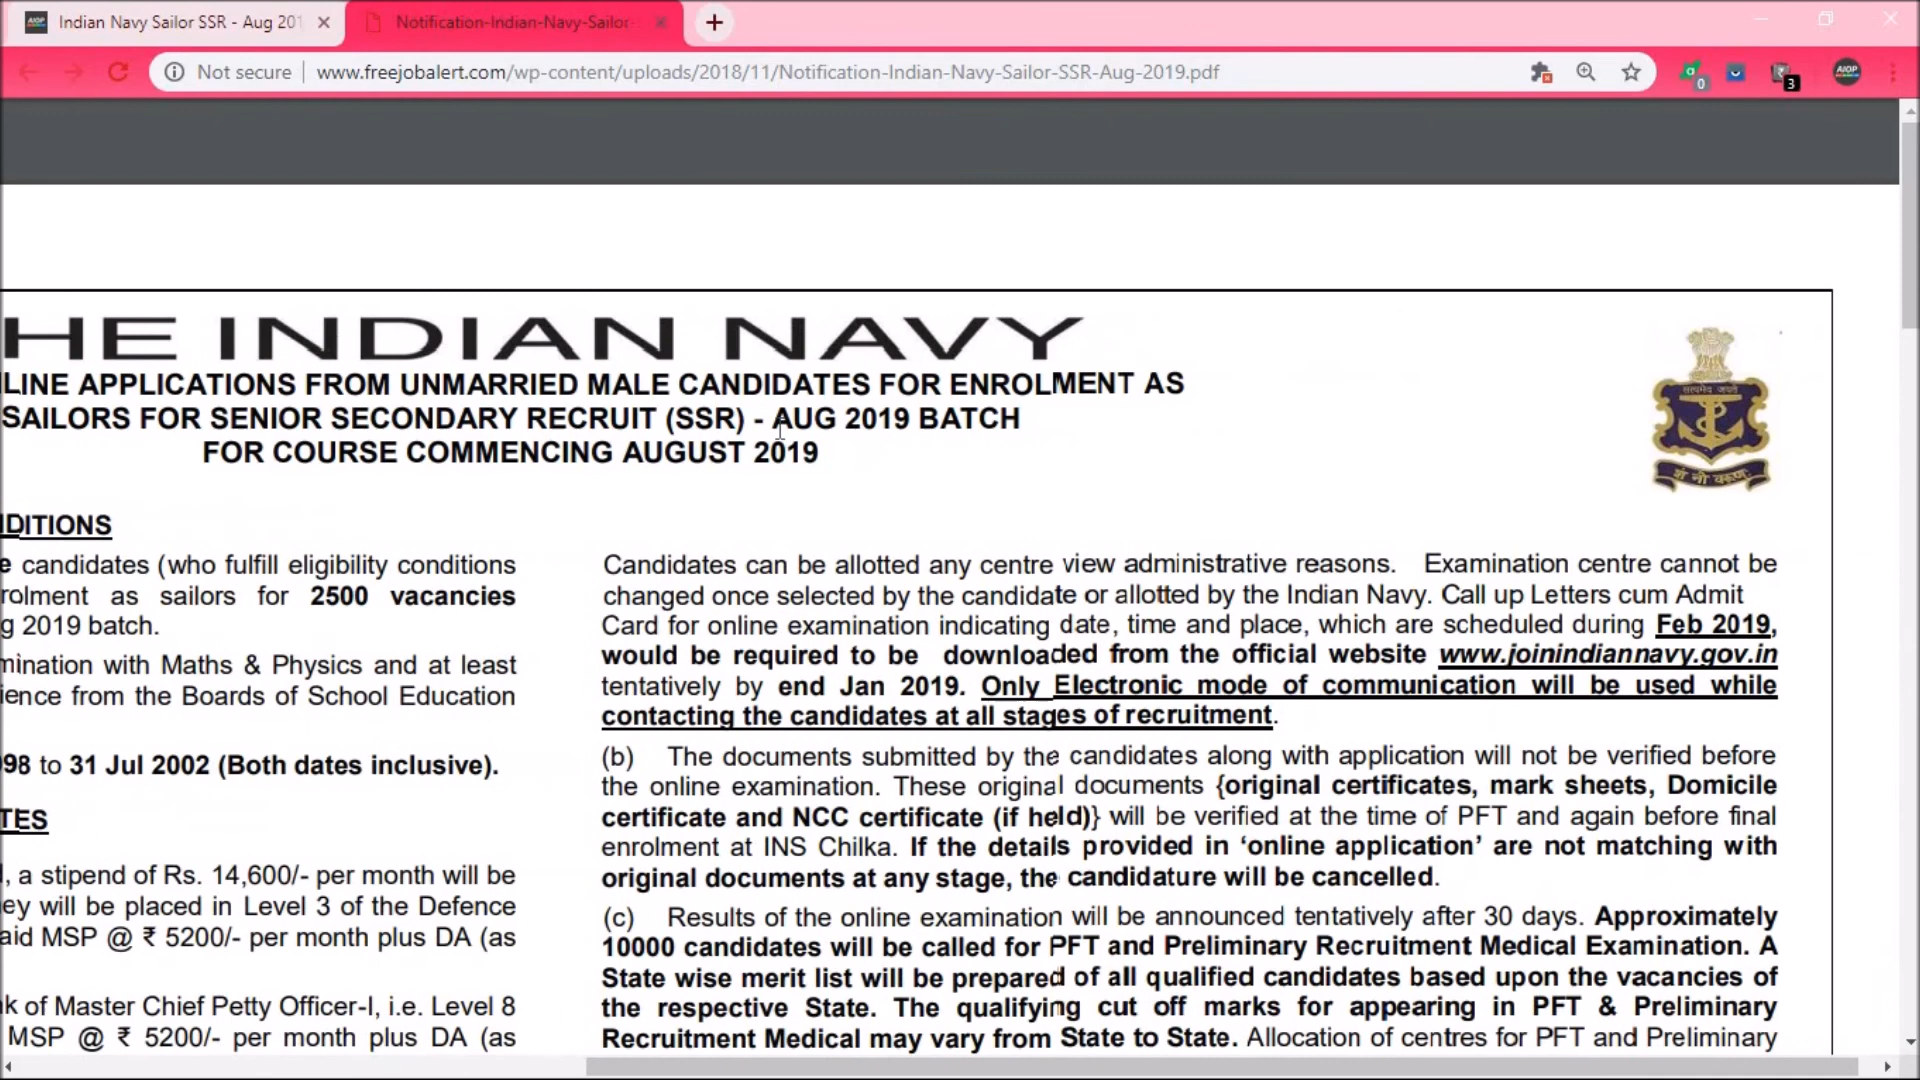 Indian Navy Sailor SSR - Aug 201
Notification-Indian-Navy-Sailor-
Not secure
www.freejobalert.com/wp-content/uploads/2018/11/Notification-Indian-Navy-Sailor-SSR-Aug-2019.pdf
0
3
AIOP
HE INDIAN NAVY
LINE APPLICATIONS FROM UNMARRIED MALE CANDIDATES FOR ENROLMENT AS
SAILORS FOR SENIOR SECONDARY RECRUIT (SSR) - AUG 2019 BATCH
FOR COURSE COMMENCING AUGUST 2019
सत्यमेव जयते
शं नो वरुणः
DITIONS
e candidates (who fulfill eligibility conditions
rolment as sailors for 2500 vacancies
g 2019 batch.
mination with Maths & Physics and at least
ience from the Boards of School Education
98 to 31 Jul 2002 (Both dates inclusive).
TES
, a stipend of Rs. 14,600/- per month will be
ey will be placed in Level 3 of the Defence
aid MSP @ ₹ 5200/- per month plus DA (as
k of Master Chief Petty Officer-I, i.e. Level 8
MSP @ ₹ 5200/- per month plus DA (as
Candidates can be allotted any centre view administrative reasons. Examination centre cannot be
changed once selected by the candidate or allotted by the Indian Navy. Call up Letters cum Admit
Card for online examination indicating date, time and place, which are scheduled during Feb 2019,
would be required to be downloaded from the official website www.joinindiannavy.gov.in
tentatively by end Jan 2019. Only Electronic mode of communication will be used while
contacting the candidates at all stages of recruitment.
(b) The documents submitted by the candidates along with application will not be verified before
the online examination. These original documents {original certificates, mark sheets, Domicile
certificate and NCC certificate (if held)} will be verified at the time of PFT and again before final
enrolment at INS Chilka. If the details provided in ‘online application’ are not matching with
original documents at any stage, the candidature will be cancelled.
(c) Results of the online examination will be announced tentatively after 30 days. Approximately
10000 candidates will be called for PFT and Preliminary Recruitment Medical Examination. A
State wise merit list will be prepared of all qualified candidates based upon the vacancies of
the respective State. The qualifying cut off marks for appearing in PFT & Preliminary
Recruitment Medical may vary from State to State. Allocation of centres for PFT and Preliminary